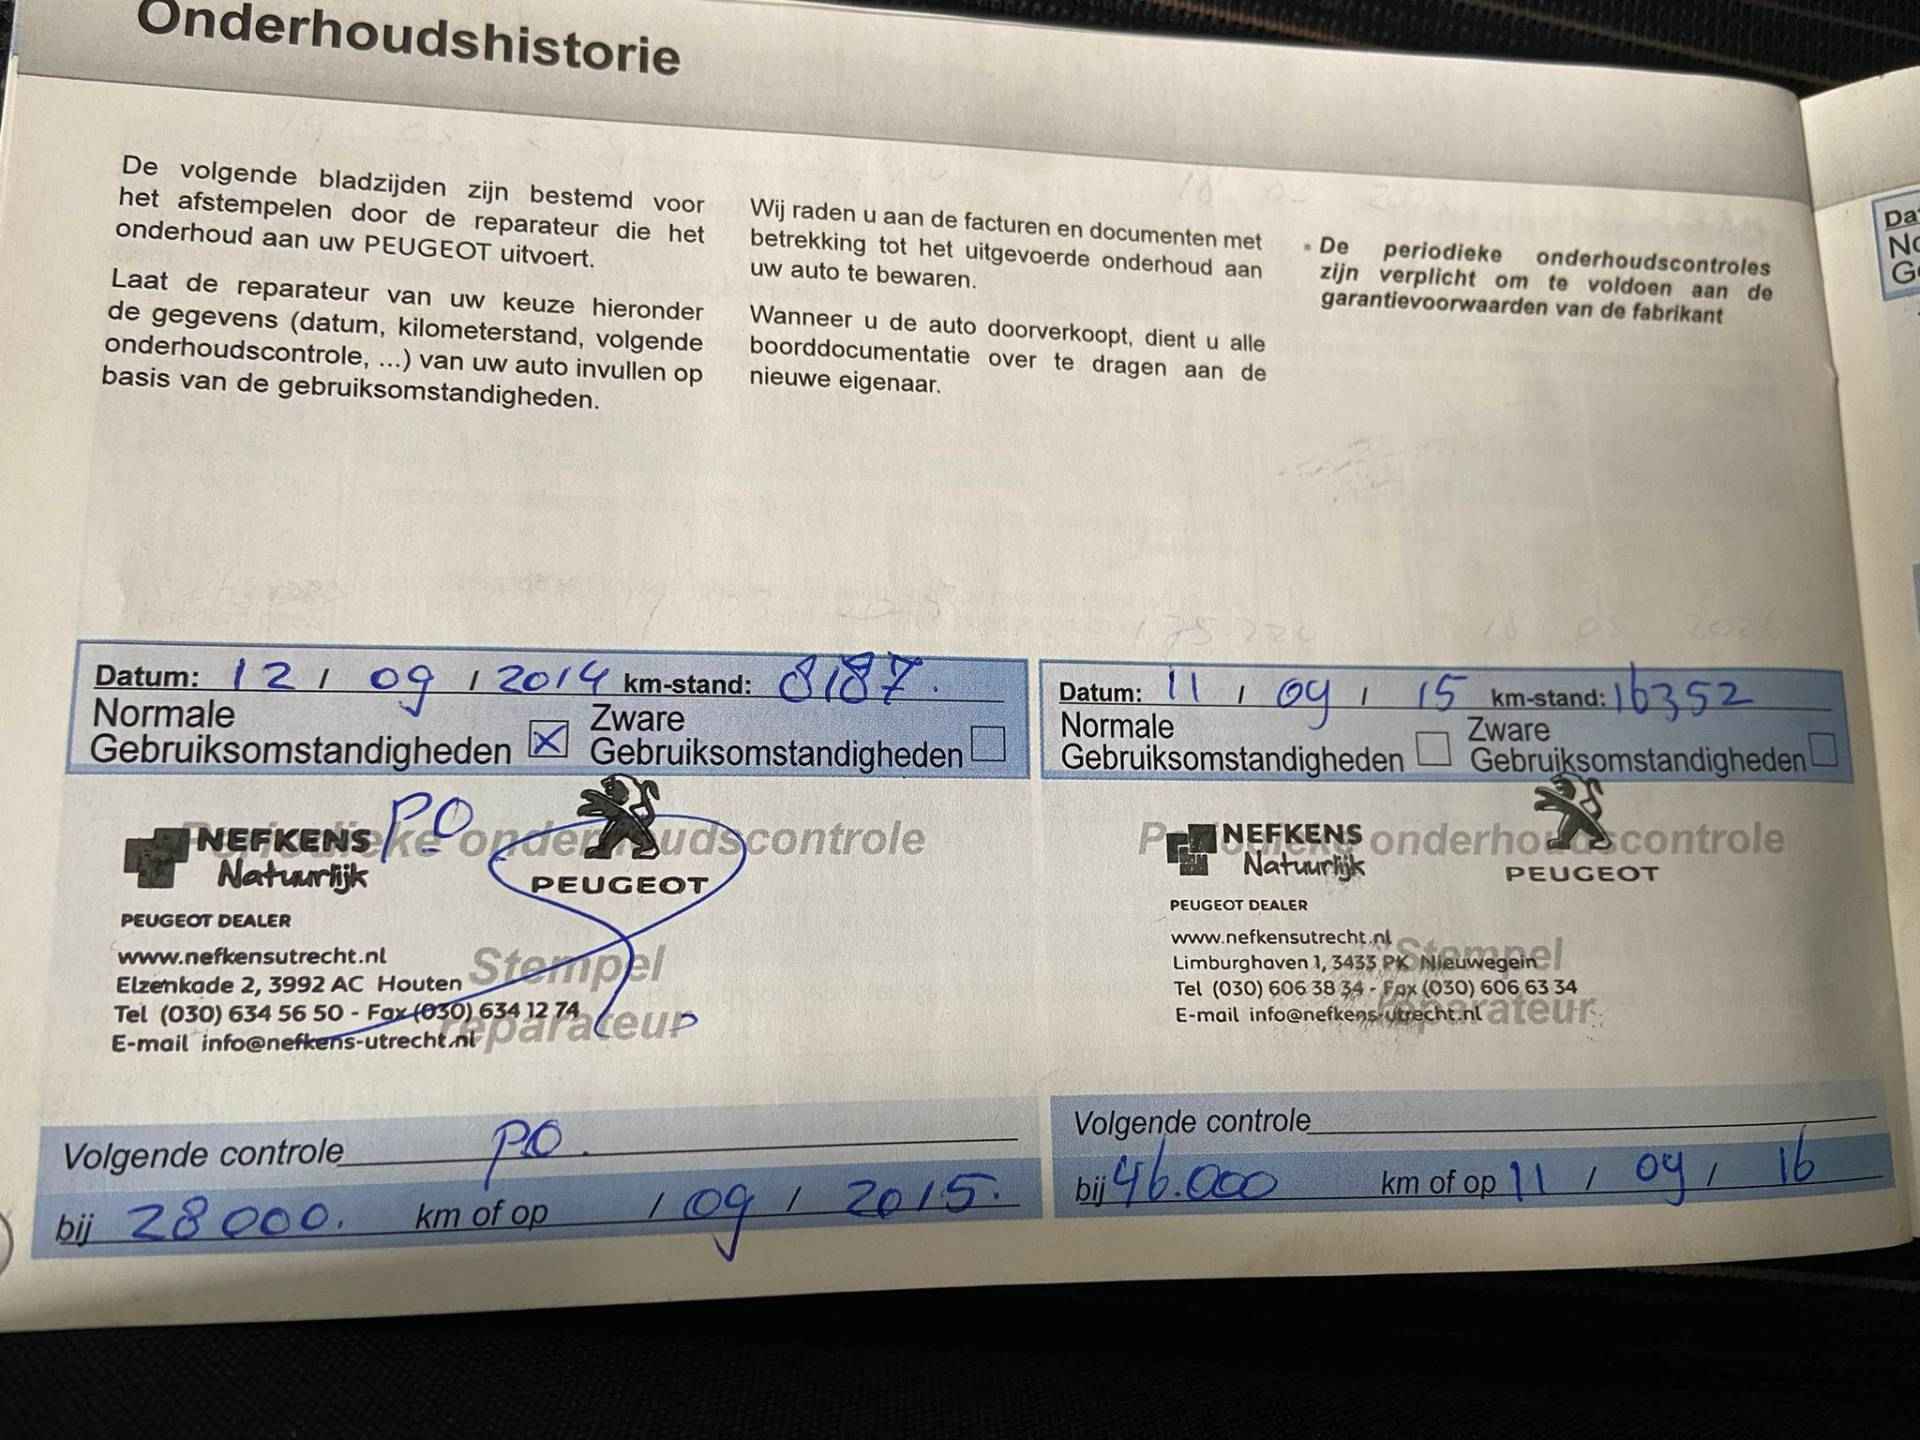 Onderhoudshistorie
De volgende bladzijden zijn bestemd voor
het afstempelen door de reparateur die het
onderhoud aan uw PEUGEOT uitvoert.
Laat de reparateur van uw keuze hieronder
de gegevens (datum, kilometerstand, volgende
onderhoudscontrole, ...) van uw auto invullen op
basis van de gebruiksomstandigheden.
Wij raden u aan de facturen en documenten met
betrekking tot het uitgevoerde onderhoud aan
uw auto te bewaren.
Wanneer u de auto doorverkoopt, dient u alle
boorddocumentatie over te dragen aan de
nieuwe eigenaar.
De periodieke onderhoudscontroles
zijn verplicht om te voldoen aan de
garantievoorwaarden van de fabrikant
Datum: 12 / 09 / 2014 km-stand: 8187.
Normale
Gebruiksomstandigheden X
Zware
Gebruiksomstandigheden
Periodieke onderhoudscontrole
NEFKENS PO
Natuurlijk
PEUGEOT
PEUGEOT DEALER
www.nefkensutrecht.nl
Elzenkade 2, 3992 AC Houten
Tel (030) 634 56 50 - Fax (030) 634 12 74
E-mail info@nefkens-utrecht.nl
Stempel
reparateur
Volgende controle PO.
bij 28000. km of op / 09 / 2015.
Datum: 11 / 09 / 15 km-stand: 16352
Normale
Gebruiksomstandigheden
Zware
Gebruiksomstandigheden
Periodieke onderhoudscontrole
NEFKENS
Natuurlijk
PEUGEOT
PEUGEOT DEALER
www.nefkensutrecht.nl
Limburghaven 1, 3433 PK Nieuwegein
Tel (030) 606 38 34 - Fax (030) 606 63 34
E-mail info@nefkens-utrecht.nl
Stempel
reparateur
Volgende controle
bij 46.000 km of op 11 / 09 / 16